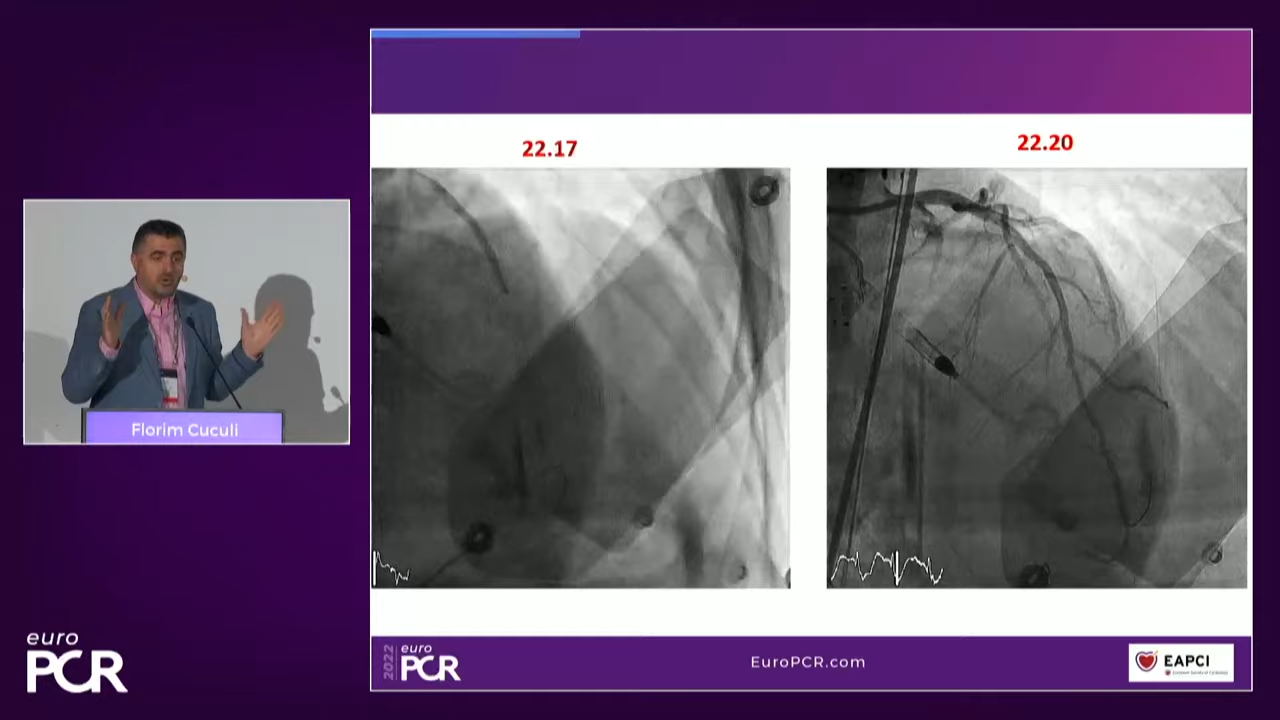 22.17
22.20
Florim Cuculi
euro
PCR
2022
euro
PCR
EuroPCR.com
EAPCI